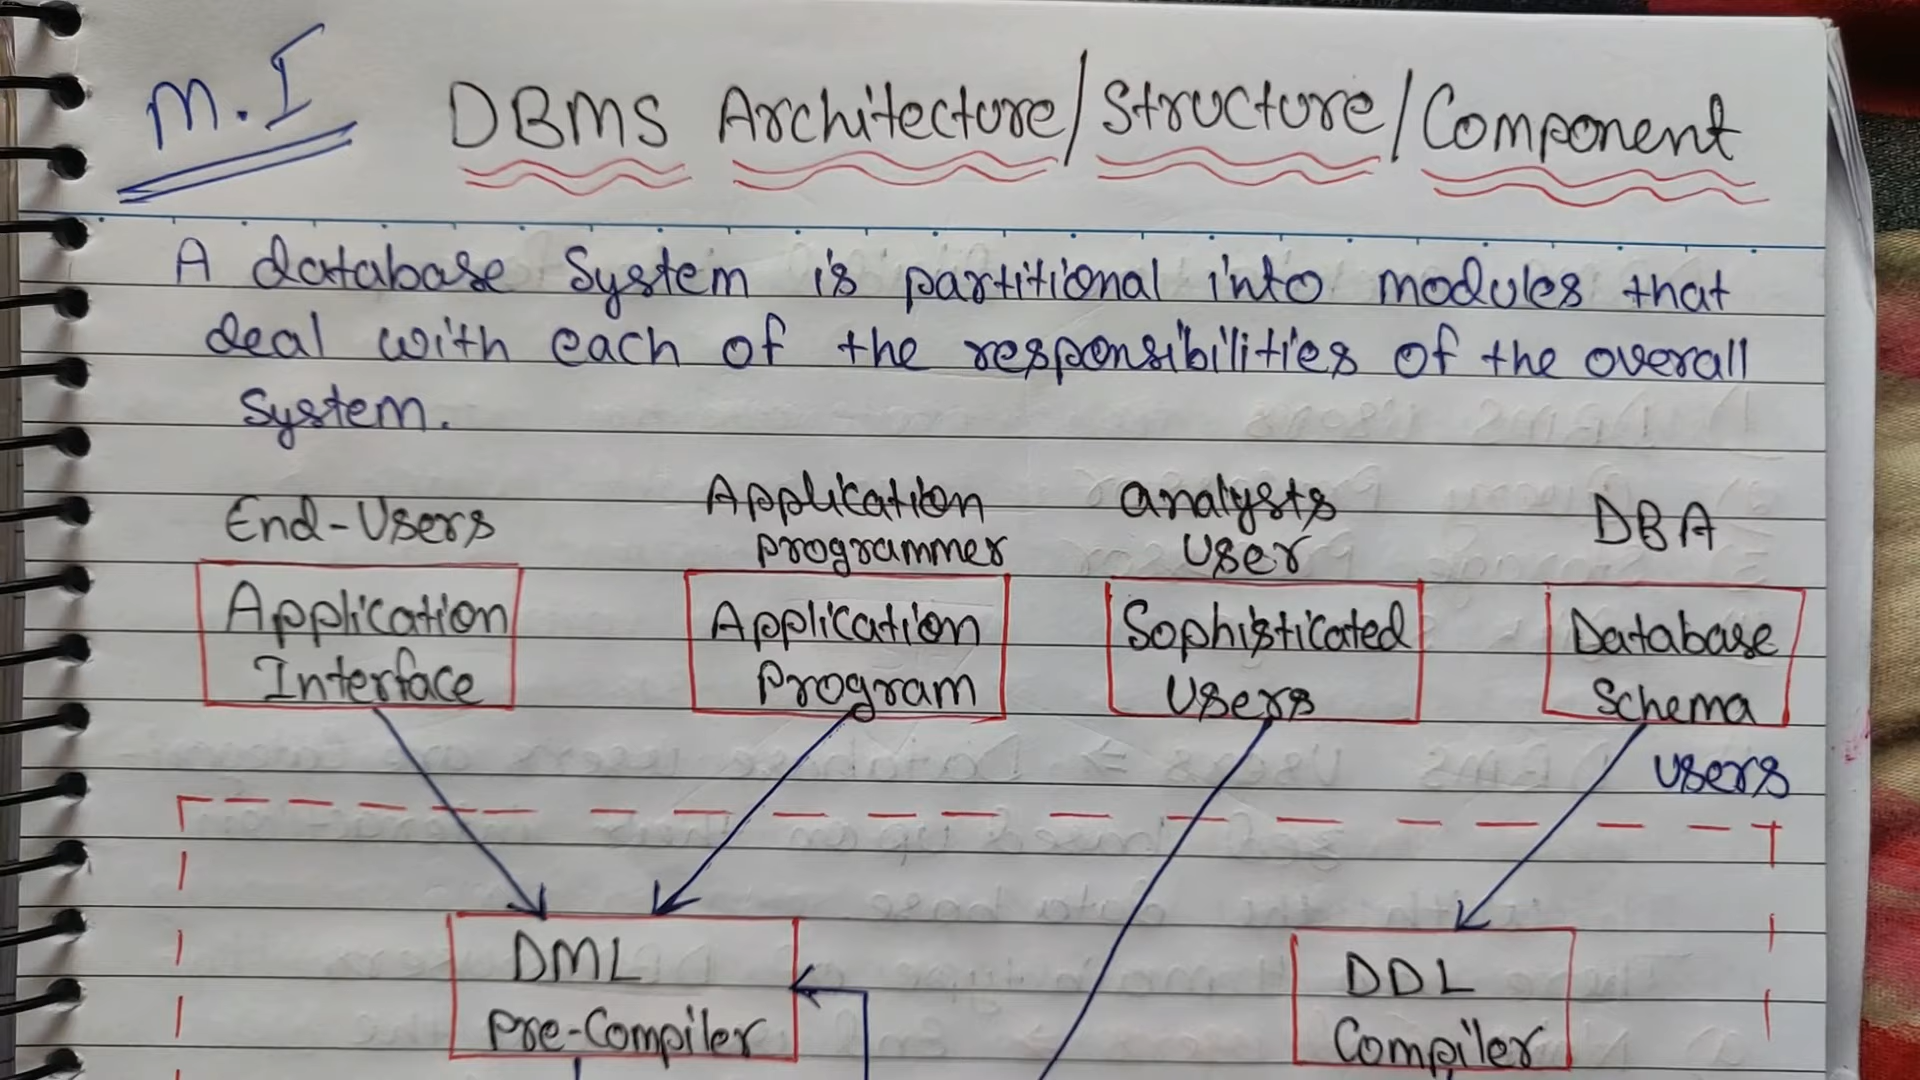 M.I DBMS Architecture/Structure/Component
A database System is partitional into modules that
deal with each of the responsibilities of the overall
System.
End-Users
Application
Programmer
analysts
User
DBA
Application
Interface
Application
Program
Sophisticated
Users
Database
Schema
users
DML
Pre-Compiler
DDL
Compiler